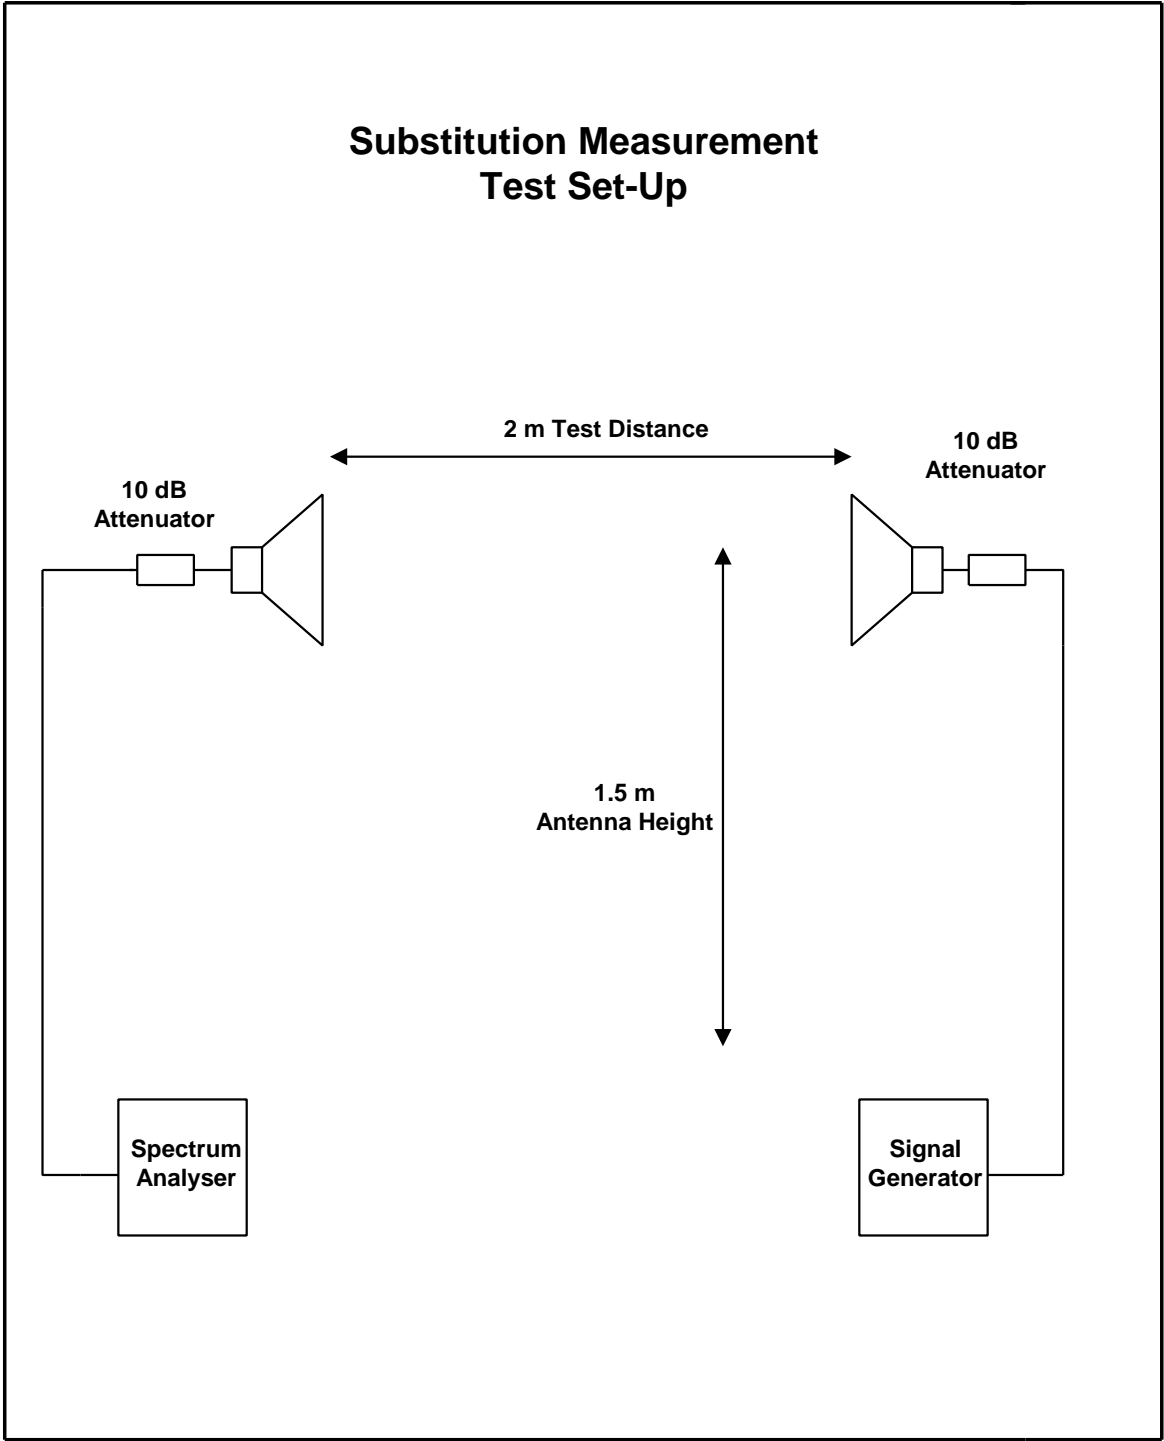 Substitution Measurement
Test Set-Up
2 m Test Distance
10 dB
Attenuator
10 dB
Attenuator
1.5 m
Antenna Height
Spectrum
Analyser
Signal
Generator